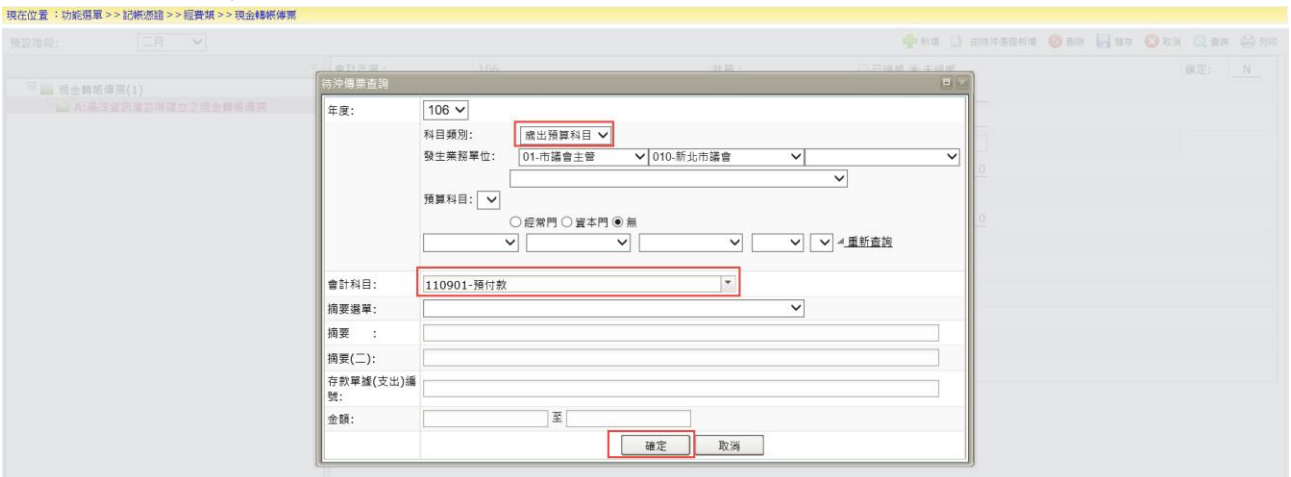 現在位置 ：功能選單>>記帳憑證>>經費類>>現金轉帳傳票
預設階段： 二月 新增 由待沖憑證新增 刪除 儲存 取消 查詢 列印
會計年度： 106 狀態： 已過帳 未過帳 鎖定： N
現金轉帳傳票(1)
待沖傳票查詢
年度： 106
科目類別： 歲出預算科目
發生業務單位： 01-市議會主管 010-新北市議會
預算科目：
經常門 資本門 無
重新查詢
會計科目： 110901-預付款
摘要選單：
摘要 ：
摘要(二)：
存款單據(支出)編
號：
金額： 至
確定 取消
0
0